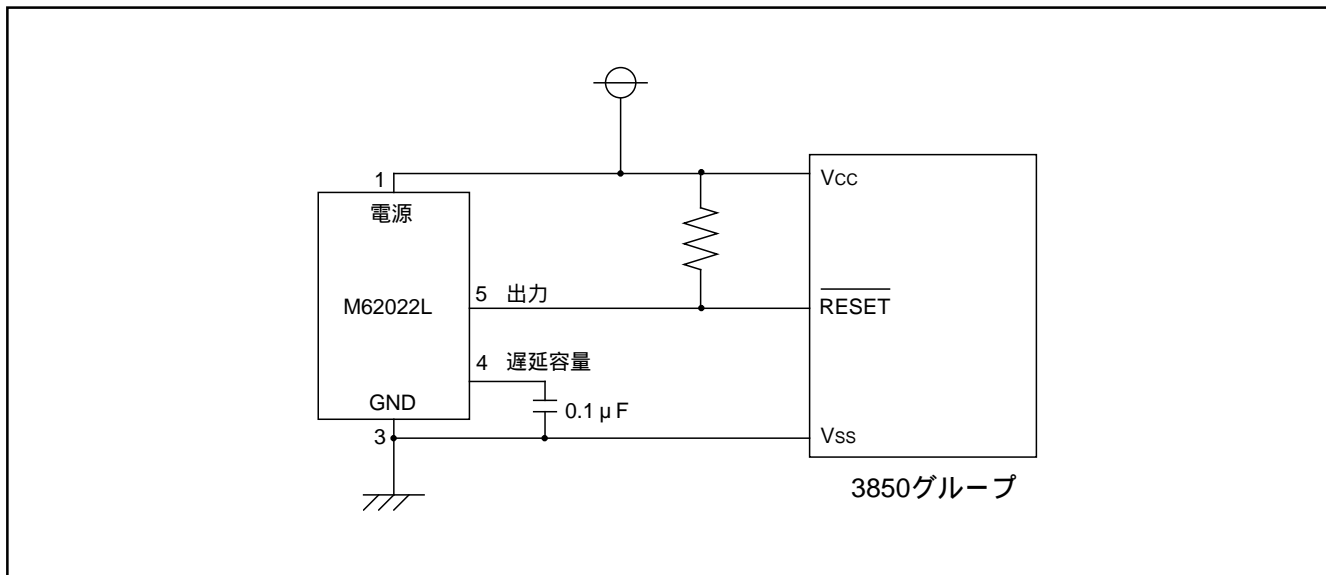 1
電源
VCC
M62022L
5 出力
RESET
4 遅延容量
GND
0.1 µF
3
VSS
3850グループ